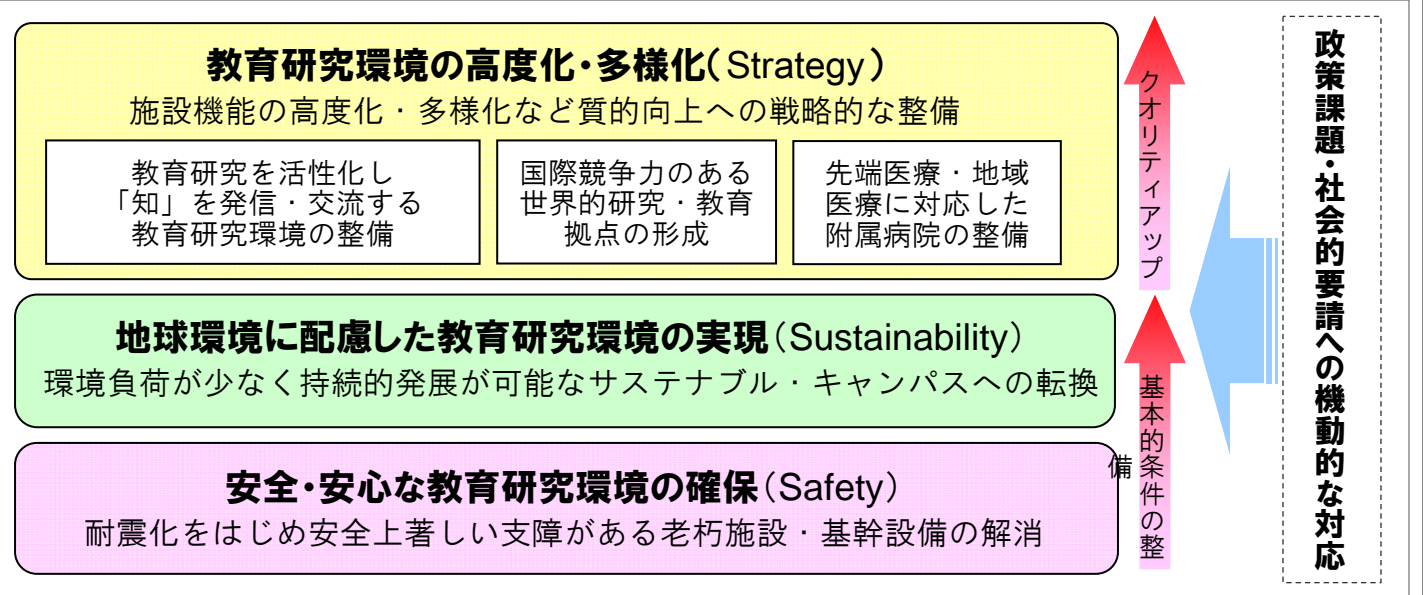 教育研究環境の高度化・多様化(Strategy)
施設機能の高度化・多様化など質的向上への戦略的な整備
教育研究を活性化し
「知」を発信・交流する
教育研究環境の整備
国際競争力のある
世界的研究・教育
拠点の形成
先端医療・地域
医療に対応した
附属病院の整備
地球環境に配慮した教育研究環境の実現(Sustainability)
環境負荷が少なく持続的発展が可能なサステナブル・キャンパスへの転換
安全・安心な教育研究環境の確保(Safety)
耐震化をはじめ安全上著しい支障がある老朽施設・基幹設備の解消
クオリティアップ
基本的条件の整
備
政策課題・社会的要請への機動的な対応